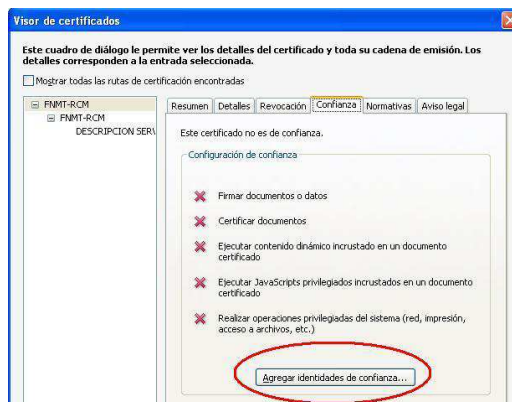 Visor de certificados
Este cuadro de diálogo le permite ver los detalles del certificado y toda su cadena de emisión. Los
detalles corresponden a la entrada seleccionada.
Mostrar todas las rutas de certificación encontradas
FNMT-RCM
FNMT-RCM
DESCRIPCION SER
Resumen Detalles Revocación Confianza Normativas Aviso legal
Este certificado no es de confianza.
Configuración de confianza
Firmar documentos o datos
Certificar documentos
Ejecutar contenido dinámico incrustado en un documento
certificado
Ejecutar JavaScripts privilegiados incrustados en un documento
certificado
Realizar operaciones privilegiadas del sistema (red, impresión,
acceso a archivos, etc.)
Agregar identidades de confianza...